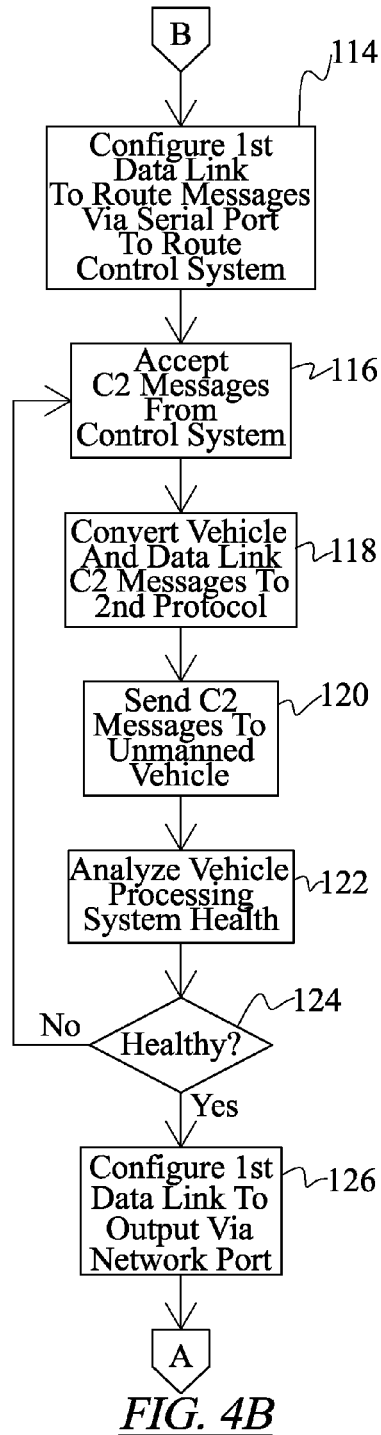 B
114
Configure 1st
Data Link
To Route Messages
Via Serial Port
To Route
Control System
Accept
C2 Messages
From
Control System
116
Convert Vehicle
And Data Link
C2 Messages To
2nd Protocol
118
Send C2
Messages To
Unmanned
Vehicle
120
Analyze Vehicle
Processing
System Health
122
124
No
Healthy?
Yes
Configure 1st
Data Link To
Output Via
Network Port
126
A
FIG. 4B